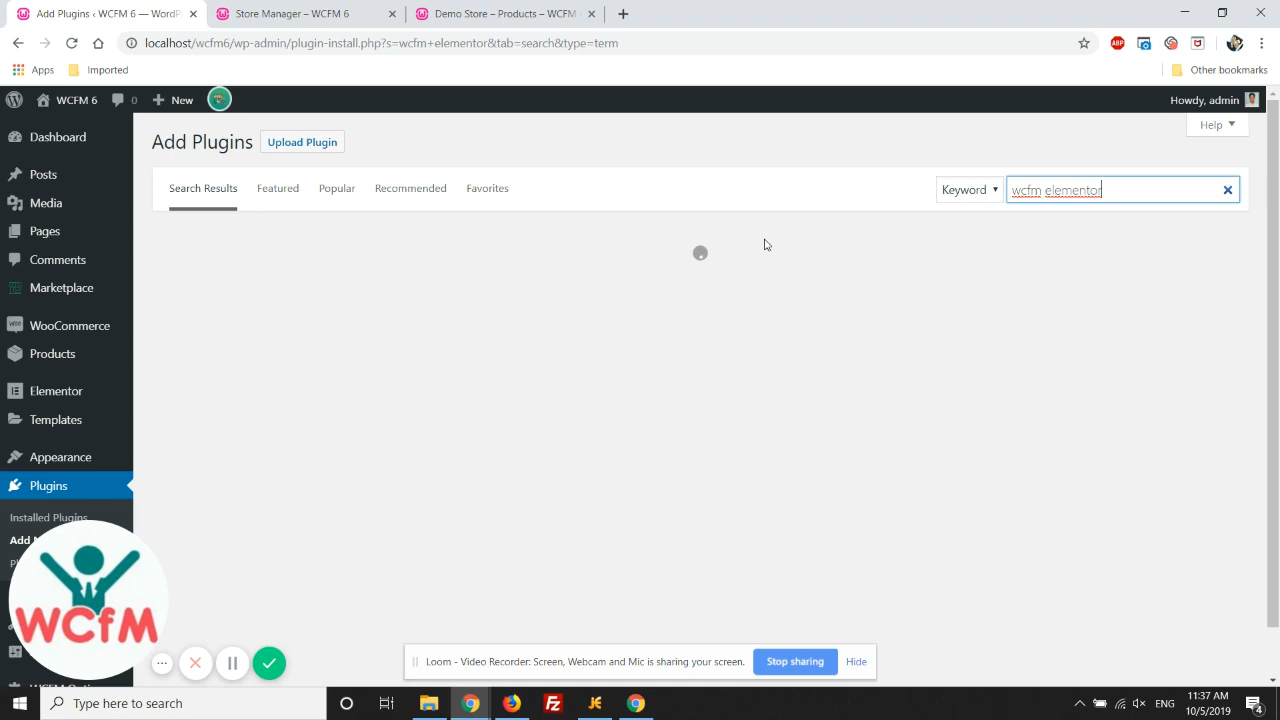 Add Plugins ‹ WCFM 6 — WordP
Store Manager – WCFM 6
Demo Store – Products – WCFM
localhost/wcfm6/wp-admin/plugin-install.php?s=wcfm+elementor&tab=search&type=term
ABP
Apps
Imported
Other bookmarks
WCFM 6
0
New
Howdy, admin
Help
Dashboard
Posts
Media
Pages
Comments
Marketplace
WooCommerce
Products
Elementor
Templates
Appearance
Plugins
Installed Plugins
Add
Add Plugins
Upload Plugin
Search Results
Featured
Popular
Recommended
Favorites
Keyword
wcfm elementor
WCfM
Loom - Video Recorder: Screen, Webcam and Mic is sharing your screen.
Stop sharing
Hide
Type here to search
ENG
11:37 AM
10/5/2019
4